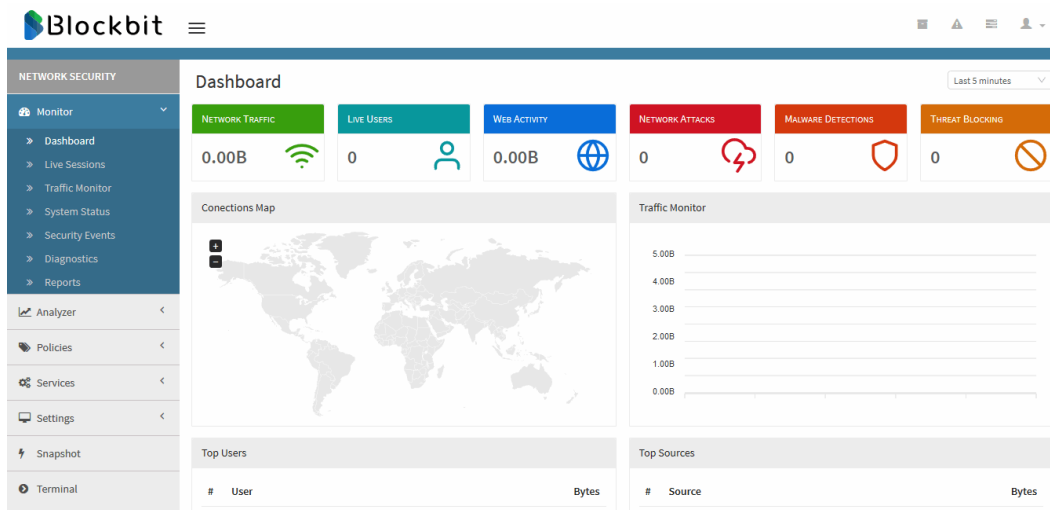 Blockbit
NETWORK SECURITY
Monitor
Dashboard
Live Sessions
Traffic Monitor
System Status
Security Events
Diagnostics
Reports
Analyzer
Policies
Services
Settings
Snapshot
Terminal
Dashboard
Last 5 minutes
Network Traffic
0.00B
Live Users
0
Web Activity
0.00B
Network Attacks
0
Malware Detections
0
Threat Blocking
0
Conections Map
+
−
Traffic Monitor
5.00B
4.00B
3.00B
2.00B
1.00B
0.00B
Top Users
# User Bytes
Top Sources
# Source Bytes